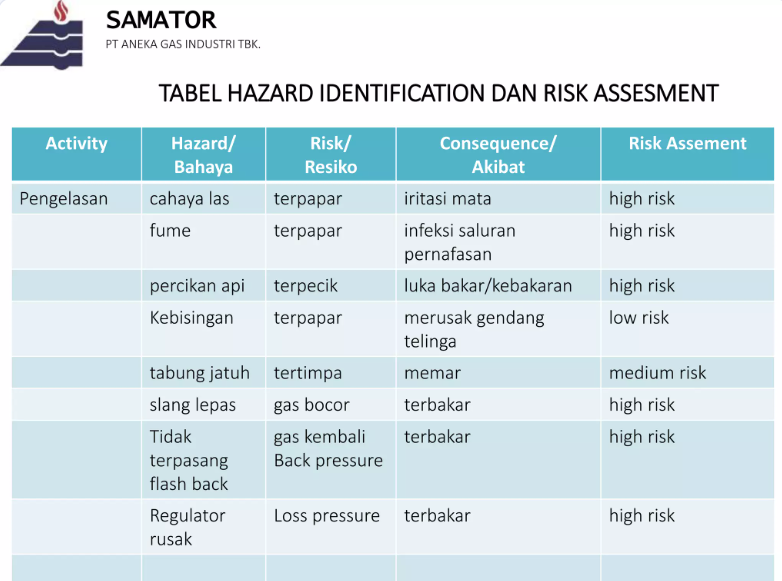 SAMATOR
PT ANEKA GAS INDUSTRI TBK.
TABEL HAZARD IDENTIFICATION DAN RISK ASSESMENT
Activity Hazard/ Risk/ Consequence/ Risk Assement
Bahaya Resiko Akibat
Pengelasan cahaya las terpapar iritasi mata high risk
fume terpapar infeksi saluran high risk
pernafasan
percikan api terpecik luka bakar/kebakaran high risk
Kebisingan terpapar merusak gendang low risk
telinga
tabung jatuh tertimpa memar medium risk
slang lepas gas bocor terbakar high risk
Tidak gas kembali terbakar high risk
terpasang Back pressure
flash back
Regulator Loss pressure terbakar high risk
rusak